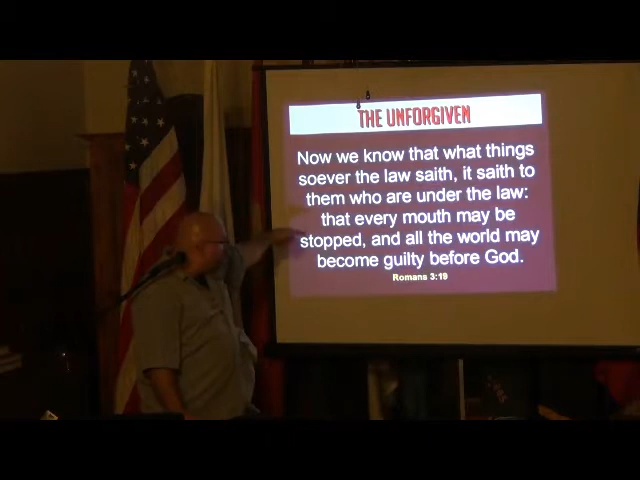 THE UNFORGIVEN
Now we know that what things
soever the law saith, it saith to
them who are under the law:
that every mouth may be
stopped, and all the world may
become guilty before God.
Romans 3:19